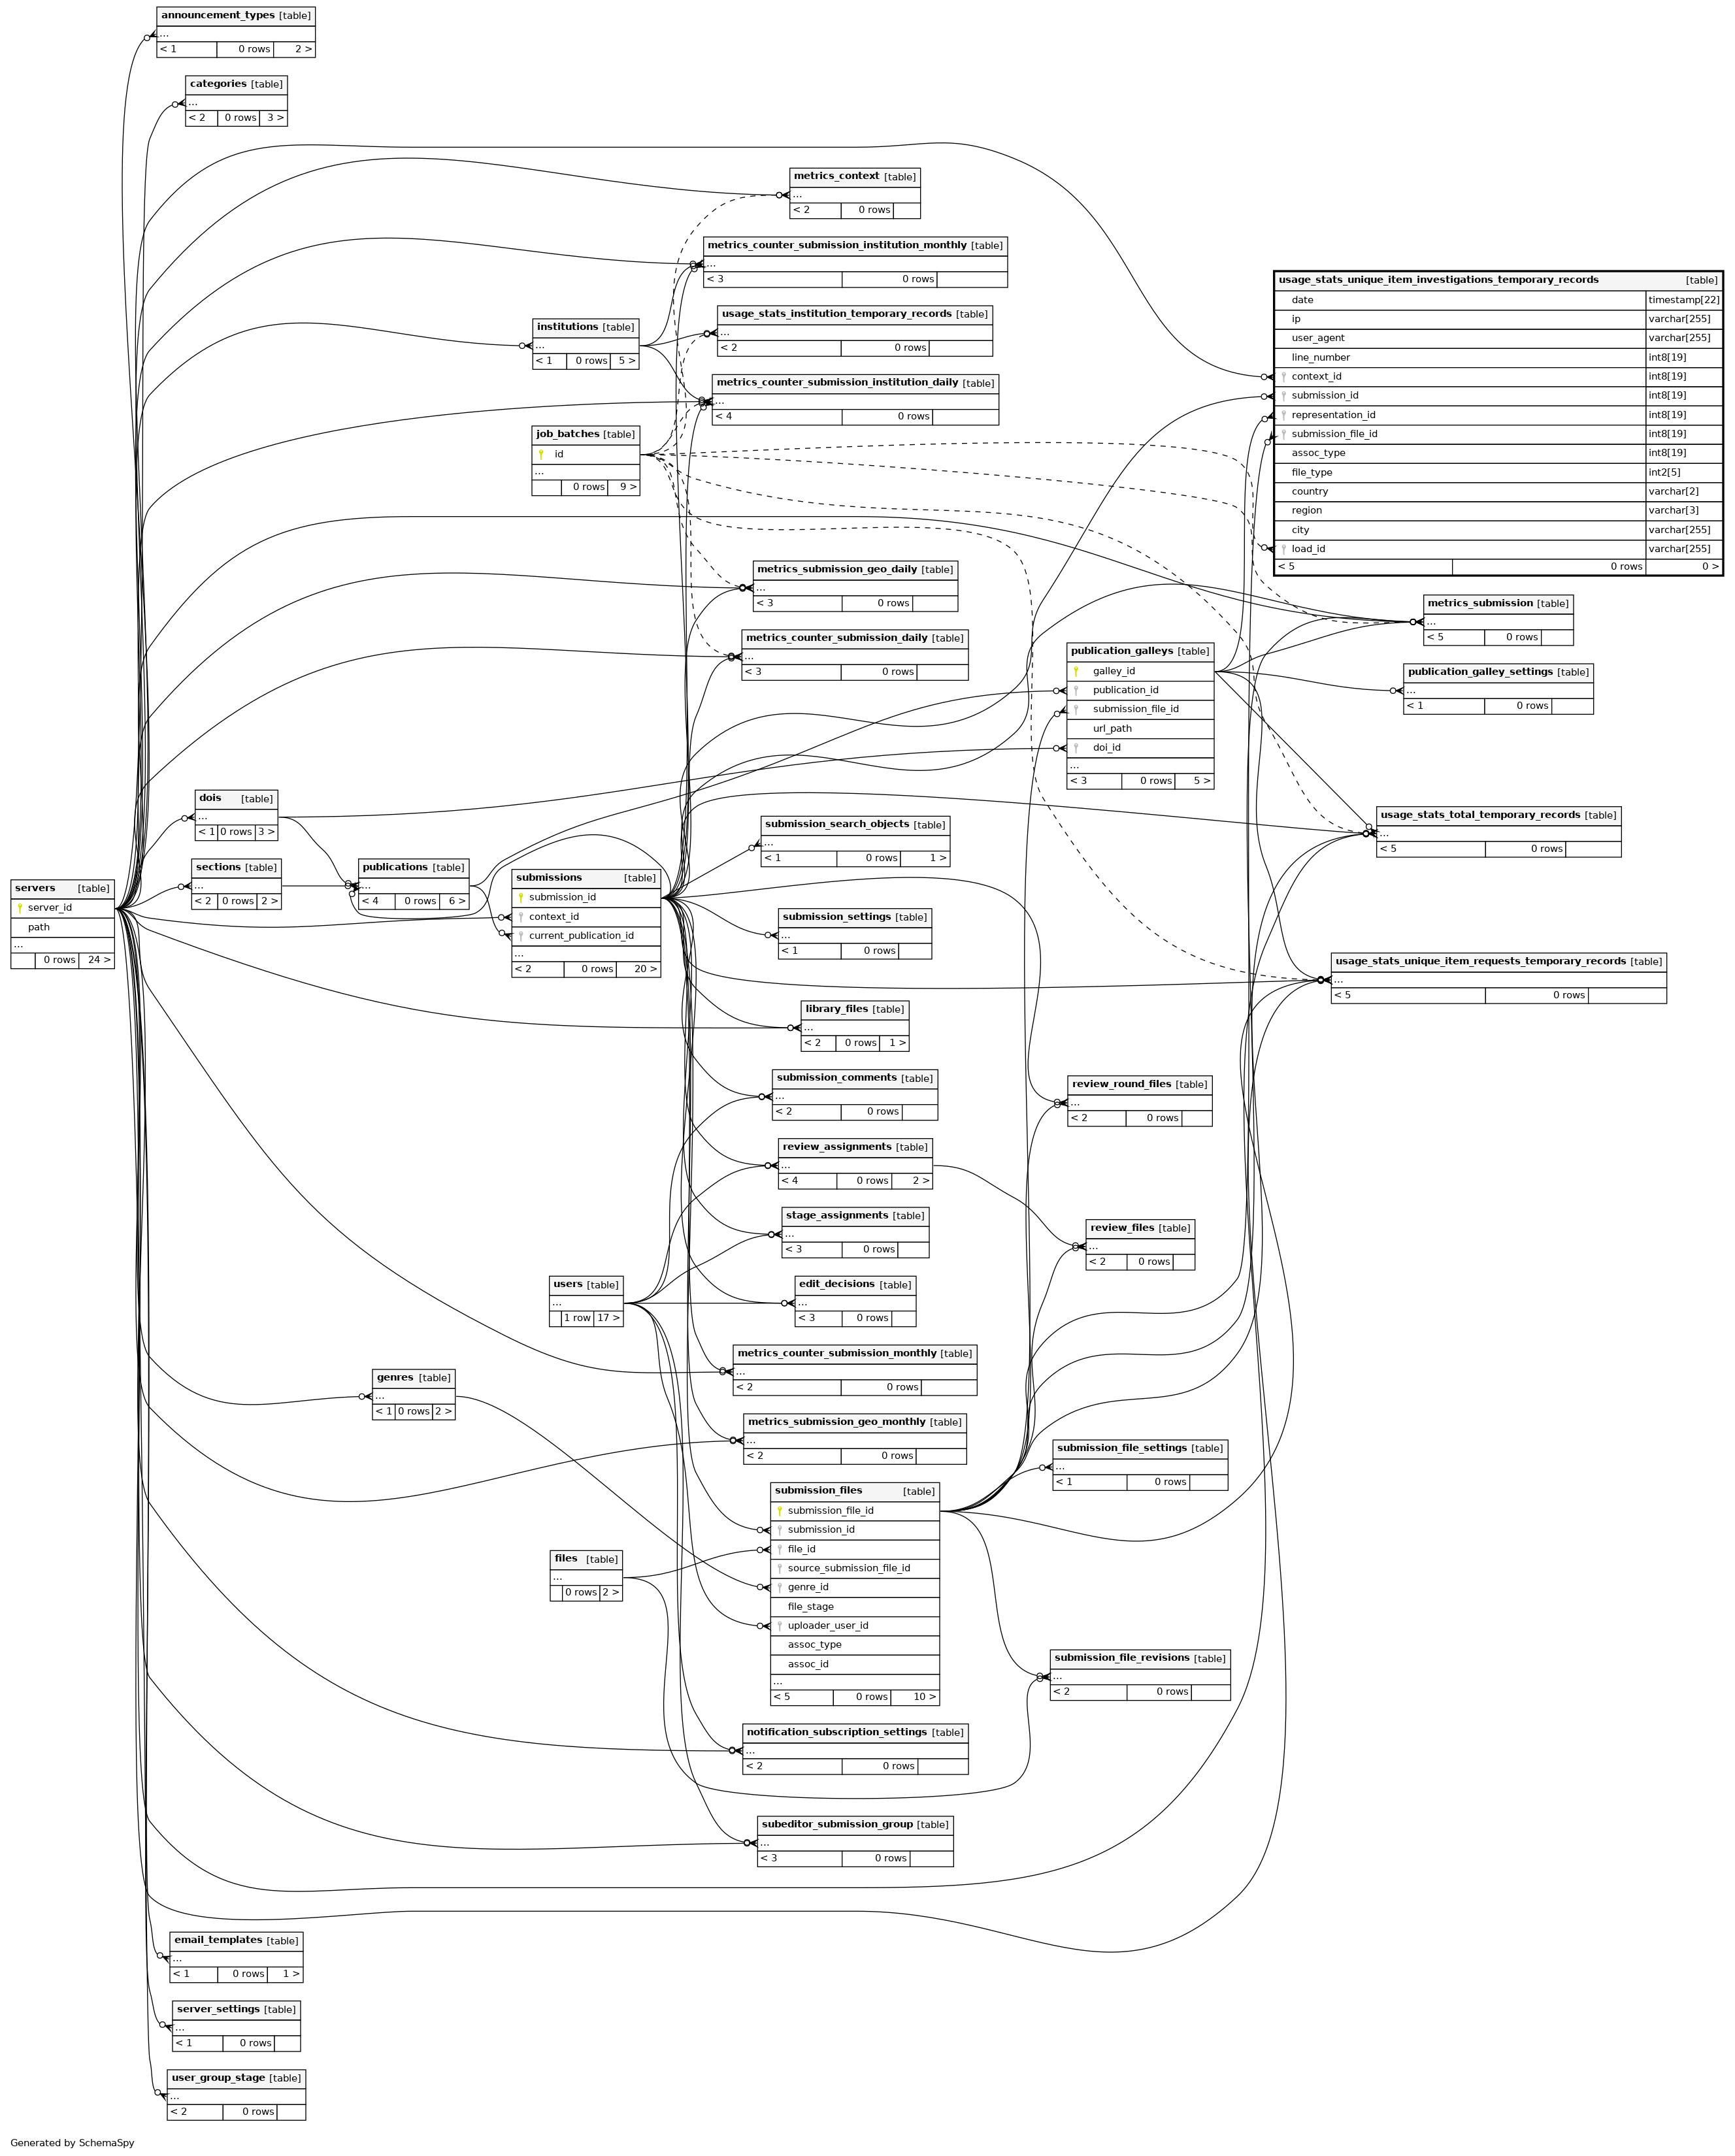 announcement_types [table]
...
< 1 0 rows 2 >
categories [table]
...
< 2 0 rows 3 >
metrics_context [table]
...
< 2 0 rows
metrics_counter_submission_institution_monthly [table]
...
< 3 0 rows
usage_stats_unique_item_investigations_temporary_records [table]
date timestamp[22]
ip varchar[255]
user_agent varchar[255]
line_number int8[19]
context_id int8[19]
submission_id int8[19]
representation_id int8[19]
submission_file_id int8[19]
assoc_type int8[19]
file_type int2[5]
country varchar[2]
region varchar[3]
city varchar[255]
load_id varchar[255]
< 5 0 rows 0 >
usage_stats_institution_temporary_records [table]
...
< 2 0 rows
institutions [table]
...
< 1 0 rows 5 >
metrics_counter_submission_institution_daily [table]
...
< 4 0 rows
job_batches [table]
id
...
0 rows 9 >
metrics_submission_geo_daily [table]
...
< 3 0 rows
metrics_submission [table]
...
< 5 0 rows
metrics_counter_submission_daily [table]
...
< 3 0 rows
publication_galleys [table]
galley_id
publication_id
submission_file_id
url_path
doi_id
...
< 3 0 rows 5 >
publication_galley_settings [table]
...
< 1 0 rows
dois [table]
...
< 1 0 rows 3 >
usage_stats_total_temporary_records [table]
...
< 5 0 rows
submission_search_objects [table]
...
< 1 0 rows 1 >
sections [table]
...
< 2 0 rows 2 >
publications [table]
...
< 4 0 rows 6 >
submissions [table]
submission_id
context_id
current_publication_id
...
< 2 0 rows 20 >
servers [table]
server_id
path
...
0 rows 24 >
submission_settings [table]
...
< 1 0 rows
usage_stats_unique_item_requests_temporary_records [table]
...
< 5 0 rows
library_files [table]
...
< 2 0 rows 1 >
submission_comments [table]
...
< 2 0 rows
review_round_files [table]
...
< 2 0 rows
review_assignments [table]
...
< 4 0 rows 2 >
stage_assignments [table]
...
< 3 0 rows
review_files [table]
...
< 2 0 rows
users [table]
...
1 row 17 >
edit_decisions [table]
...
< 3 0 rows
metrics_counter_submission_monthly [table]
...
< 2 0 rows
genres [table]
...
< 1 0 rows 2 >
metrics_submission_geo_monthly [table]
...
< 2 0 rows
submission_file_settings [table]
...
< 1 0 rows
submission_files [table]
submission_file_id
submission_id
file_id
source_submission_file_id
genre_id
file_stage
uploader_user_id
assoc_type
assoc_id
...
< 5 0 rows 10 >
files [table]
...
0 rows 2 >
submission_file_revisions [table]
...
< 2 0 rows
notification_subscription_settings [table]
...
< 2 0 rows
subeditor_submission_group [table]
...
< 3 0 rows
email_templates [table]
...
< 1 0 rows 1 >
server_settings [table]
...
< 1 0 rows
user_group_stage [table]
...
< 2 0 rows
Generated by SchemaSpy